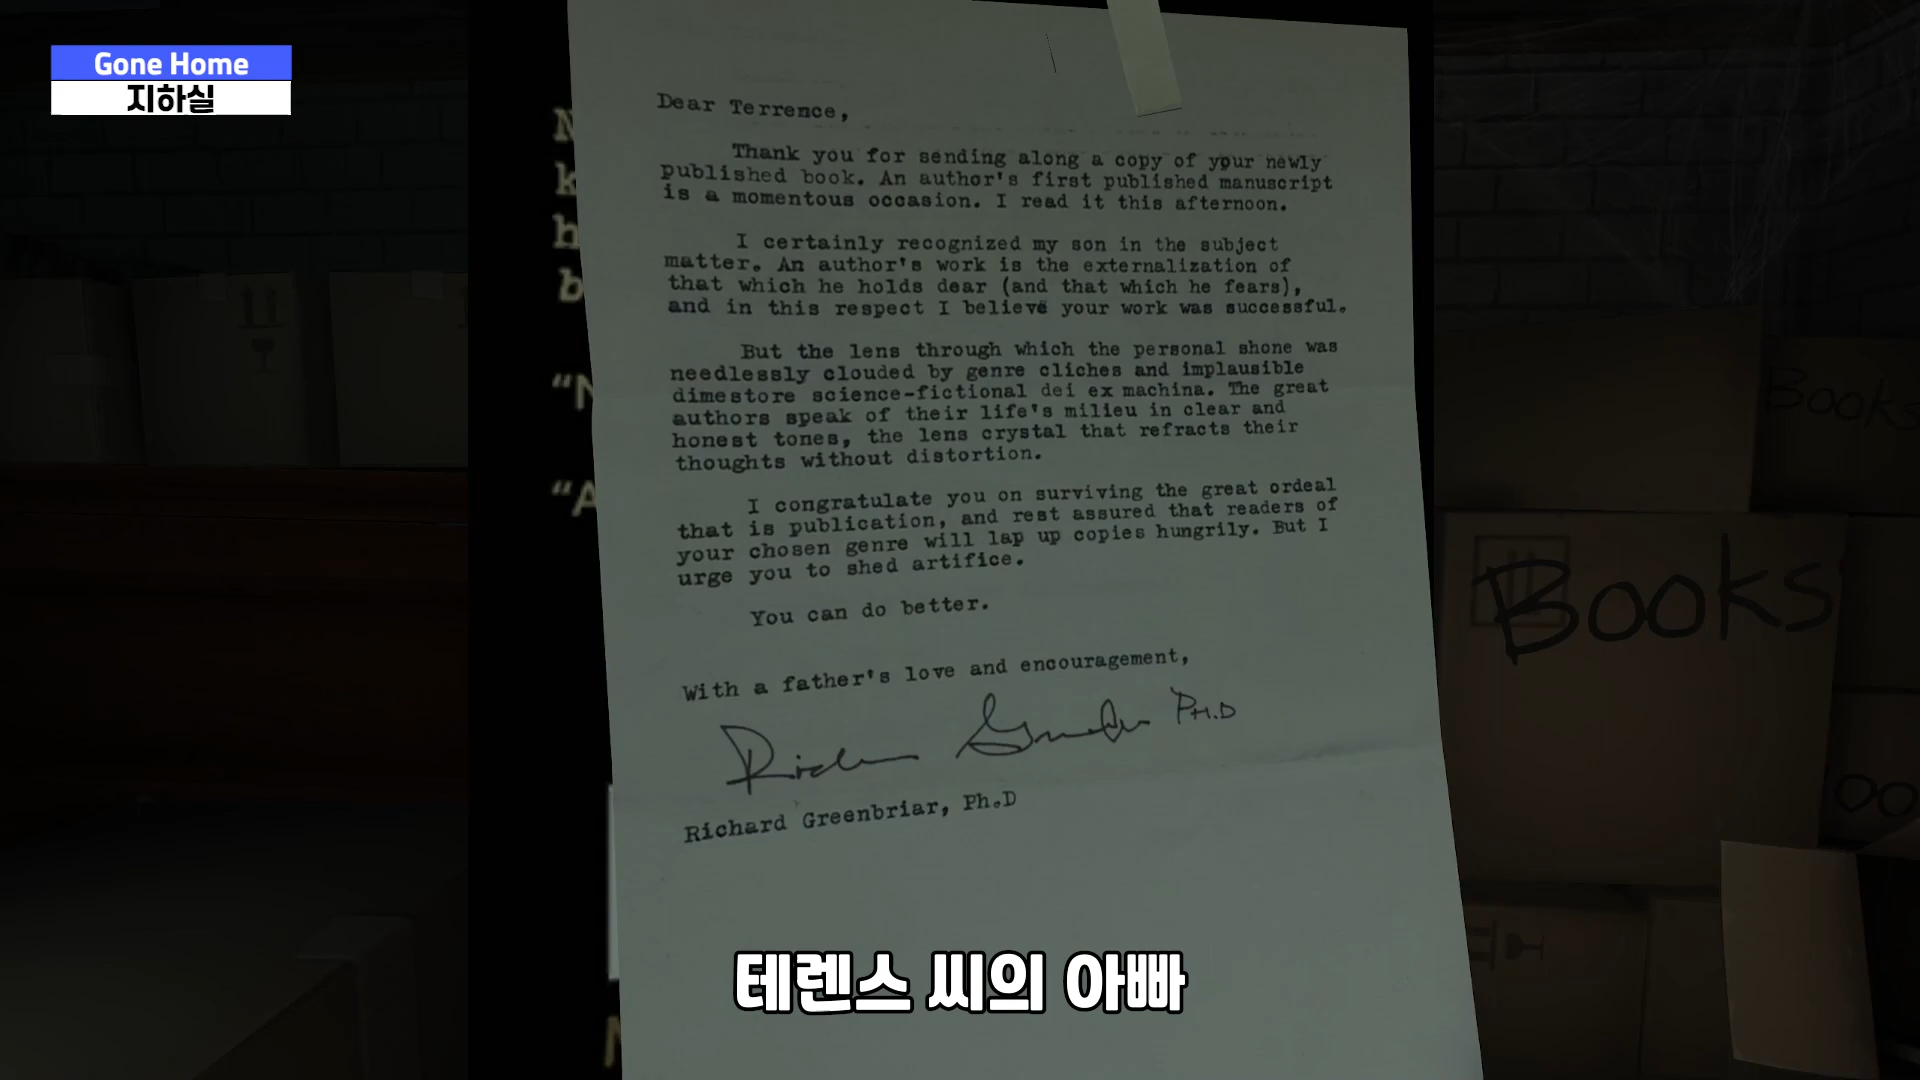 Gone Home
지하실
Dear Terrence,
Thank you for sending along a copy of your newly
published book. An author's first published manuscript
is a momentous occasion. I read it this afternoon.
I certainly recognized my son in the subject
matter. An author's work is the externalization of
that which he holds dear (and that which he fears),
and in this respect I believe your work was successful.
But the lens through which the personal shone was
needlessly clouded by genre cliches and implausible
dimestore science-fictional dei ex machina. The great
authors speak of their life's milieu in clear and
honest tones, the lens crystal that refracts their
thoughts without distortion.
I congratulate you on surviving the great ordeal
that is publication, and rest assured that readers of
your chosen genre will lap up copies hungrily. But I
urge you to shed artifice.
You can do better.
With a father's love and encouragement,
PH.D
Richard Greenbriar, Ph.D
Books
Books
테렌스 씨의 아빠